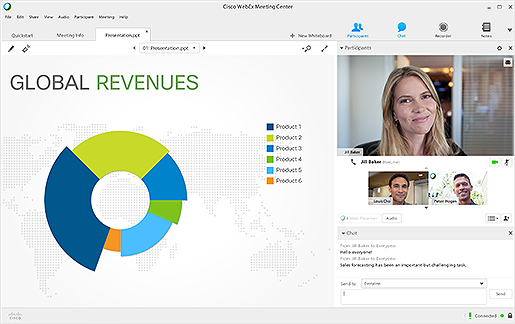 Cisco WebEx Meeting Center
File Edit Share View Audio Participant Meeting Help
Quickstart Meeting Info Presentation.ppt
+ New Whiteboard
Participants Chat Recorder Notes
01: Presentation.ppt
GLOBAL REVENUES
Product 1
Product 2
Product 3
Product 4
Product 5
Product 6
Participants
Jill Baker
Jill Baker
Louis Choi
Peter Hogan
Audio
Chat
From Jill Baker to Everyone:
Hello everyone!
From Jill Baker to Everyone:
Sales forecasting has been an important but challenging task.
Send to: Everyone
Send
CISCO
Connected